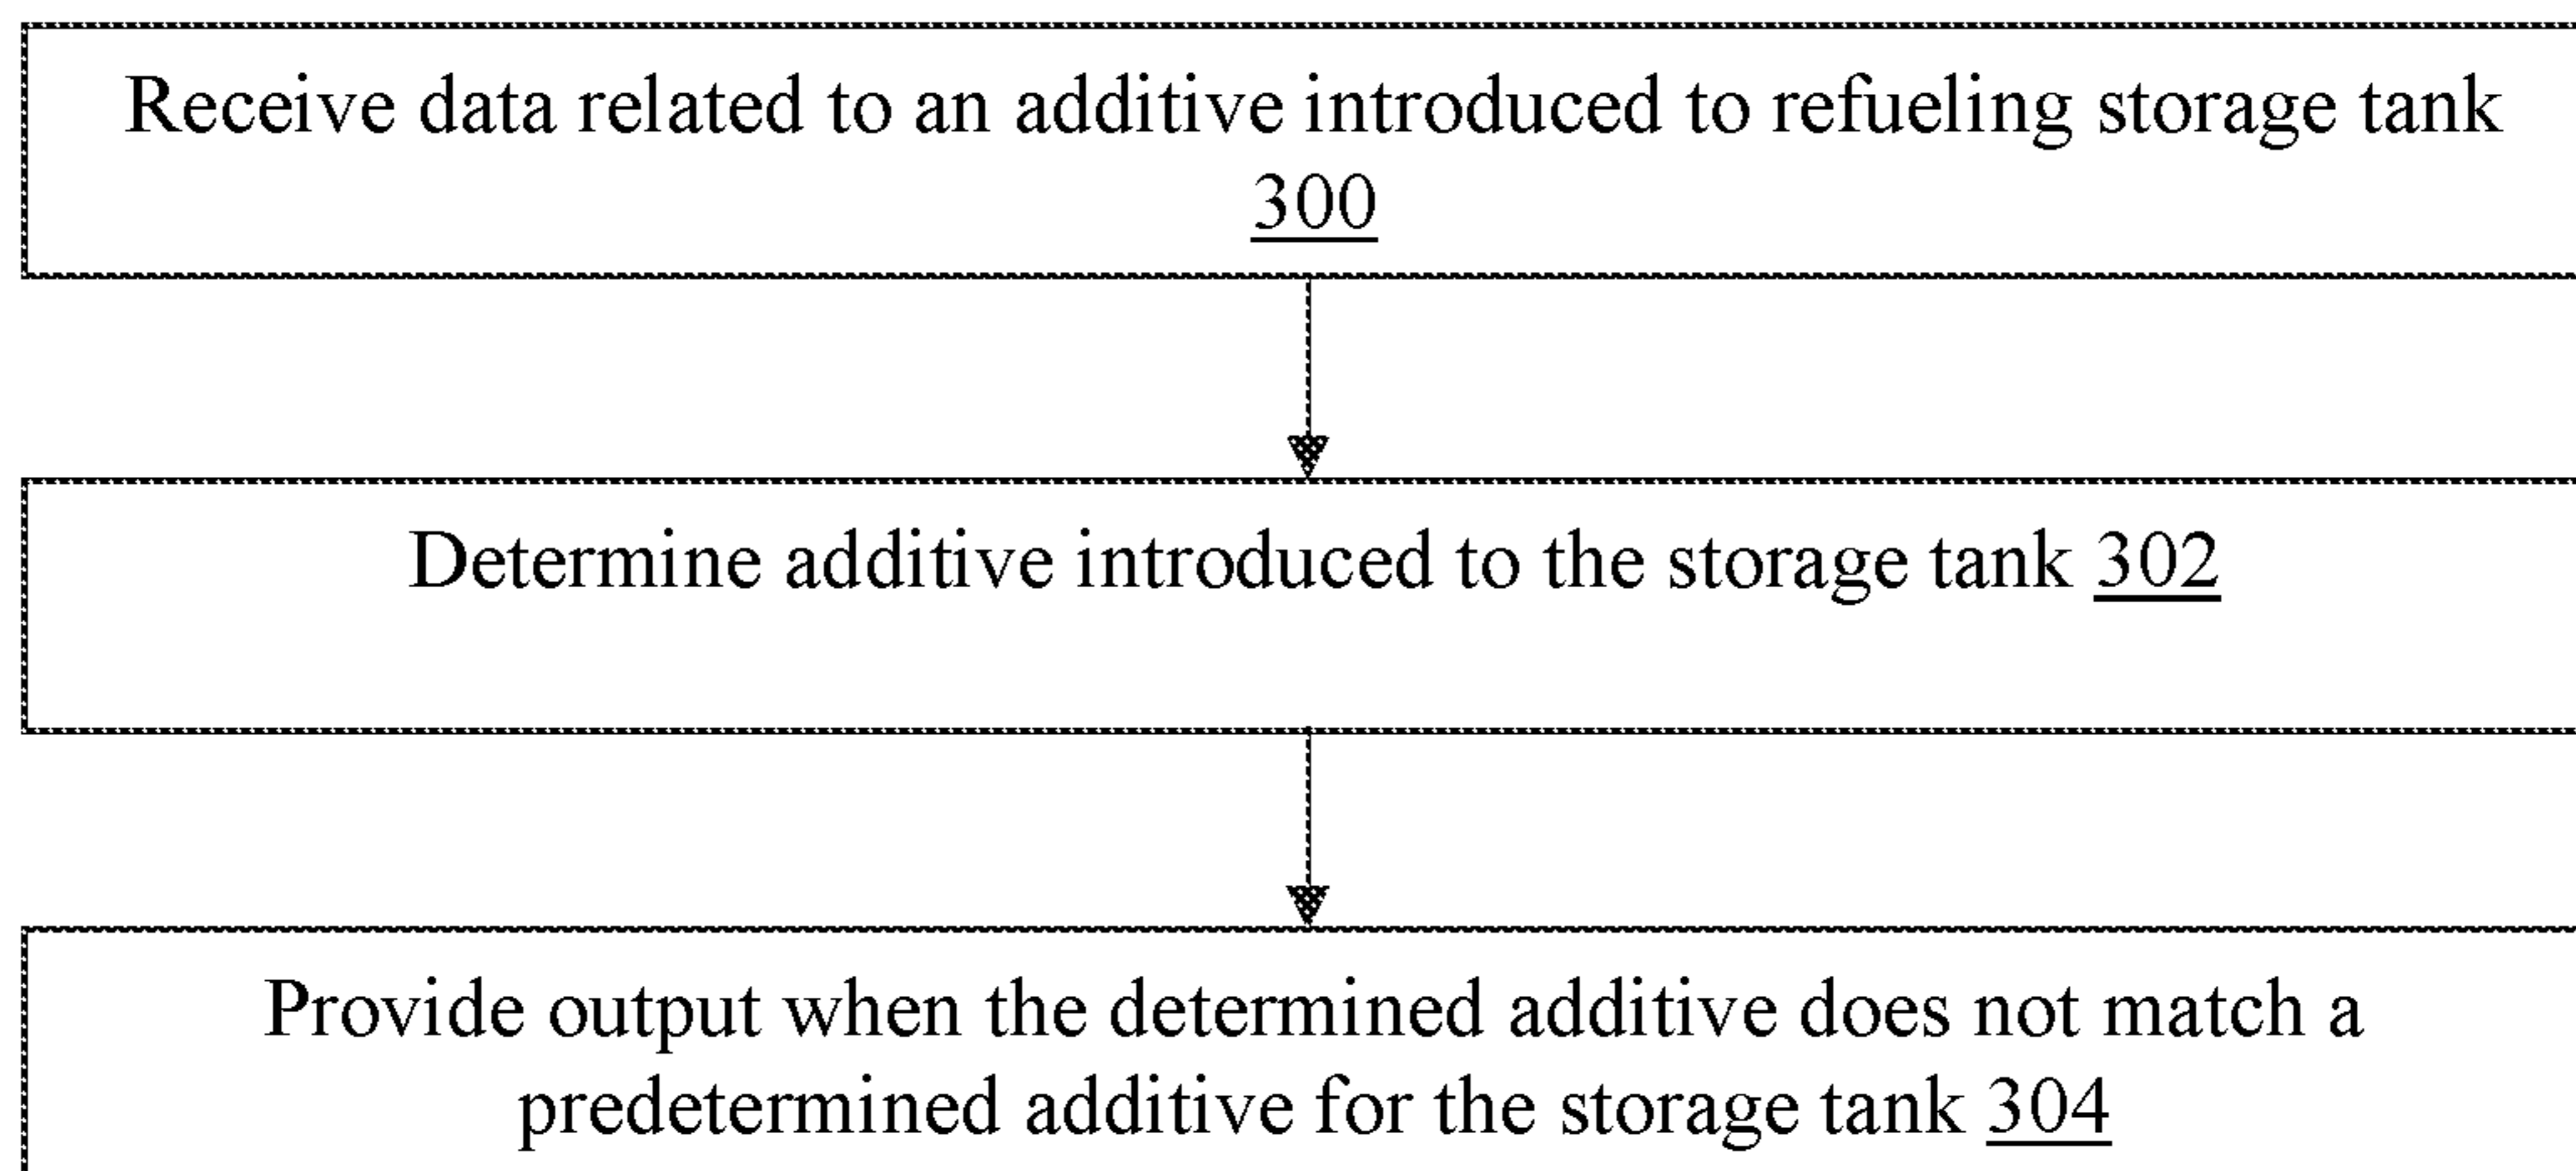 Receive data related to an additive introduced to refueling storage tank
300
Determine additive introduced to the storage tank 302
Provide output when the determined additive does not match a
predetermined additive for the storage tank 304